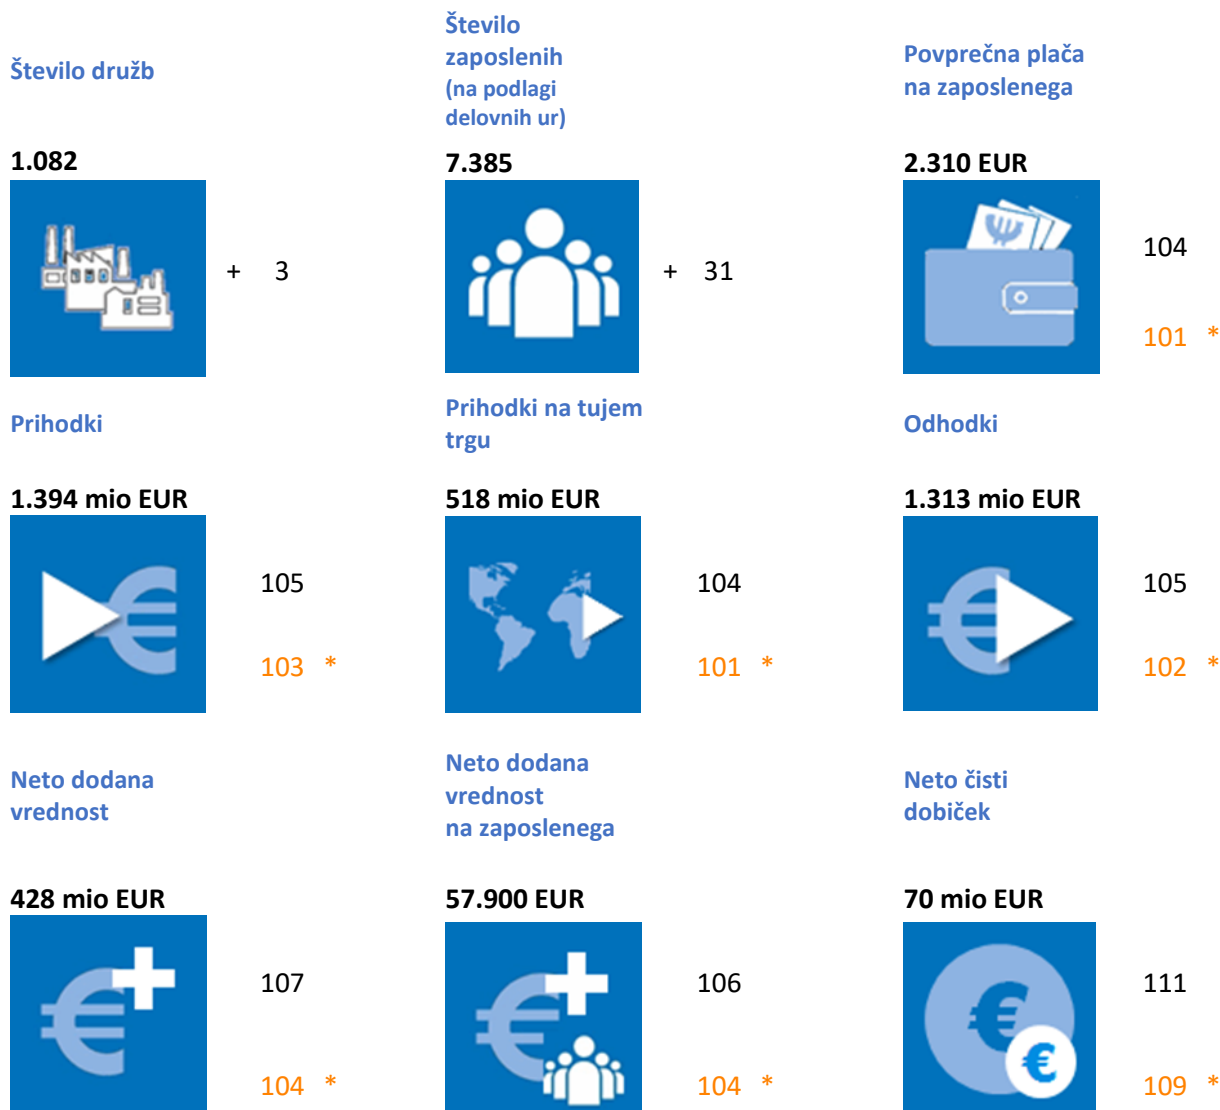 Število družb
1.082
+ 3
Število
zaposlenih
(na podlagi
delovnih ur)
7.385
+ 31
Povprečna plača
na zaposlenega
2.310 EUR
104
101 *
Prihodki
1.394 mio EUR
105
103 *
Prihodki na tujem
trgu
518 mio EUR
104
101 *
Odhodki
1.313 mio EUR
105
102 *
Neto dodana
vrednost
428 mio EUR
107
104 *
Neto dodana
vrednost
na zaposlenega
57.900 EUR
106
104 *
Neto čisti
dobiček
70 mio EUR
111
109 *